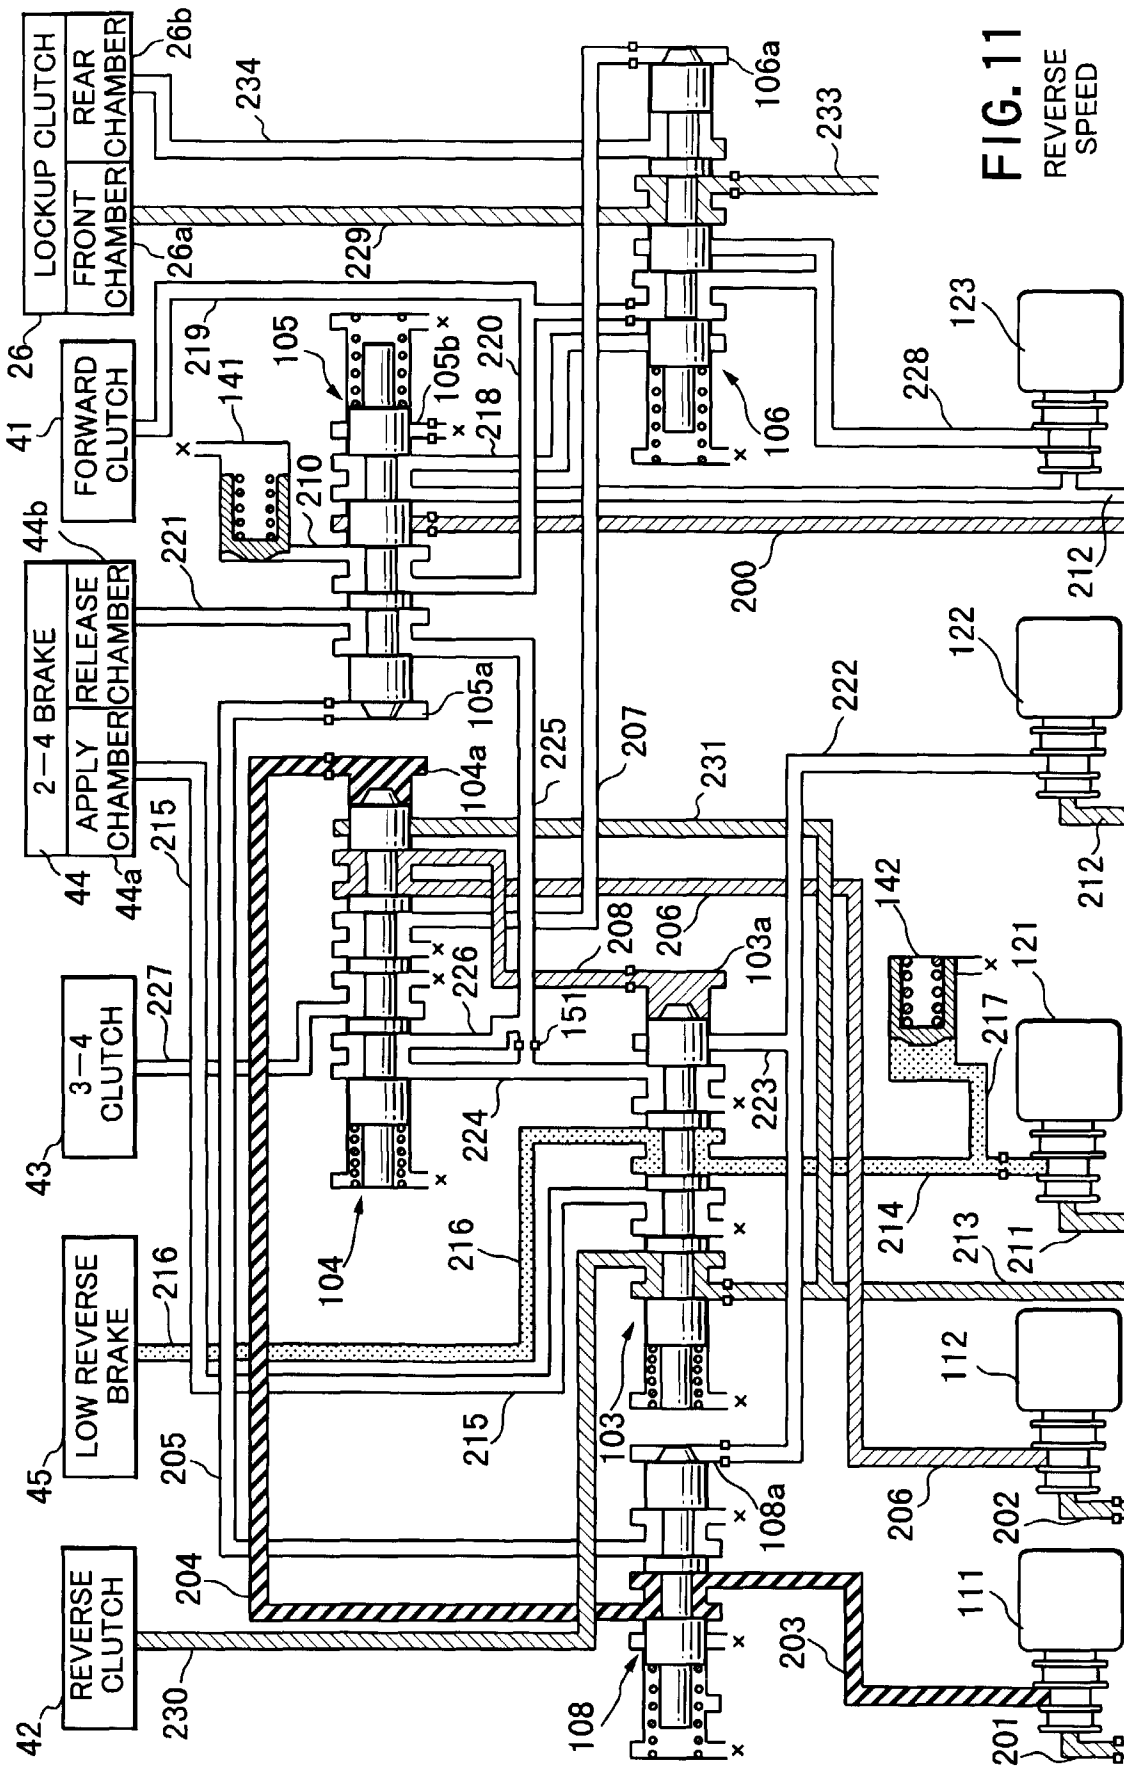 42
REVERSE
CLUTCH
45
LOW REVERSE
BRAKE
43
3–4
CLUTCH
44
2–4 BRAKE
APPLY
CHAMBER
RELEASE
CHAMBER
44a
44b
41
FORWARD
CLUTCH
26
LOCKUP CLUTCH
FRONT
CHAMBER
REAR
CHAMBER
26a
26b
230
204
205
216
227
215
221
210
141
219
229
234
104
104a
105a
105
105b
220
218
215
216
224
226
151
225
208
207
108
103
103a
231
206
200
106
106a
203
108a
223
222
228
233
206
214
217
142
201
111
202
112
213
211
121
212
122
212
123
FIG.11
REVERSE
SPEED